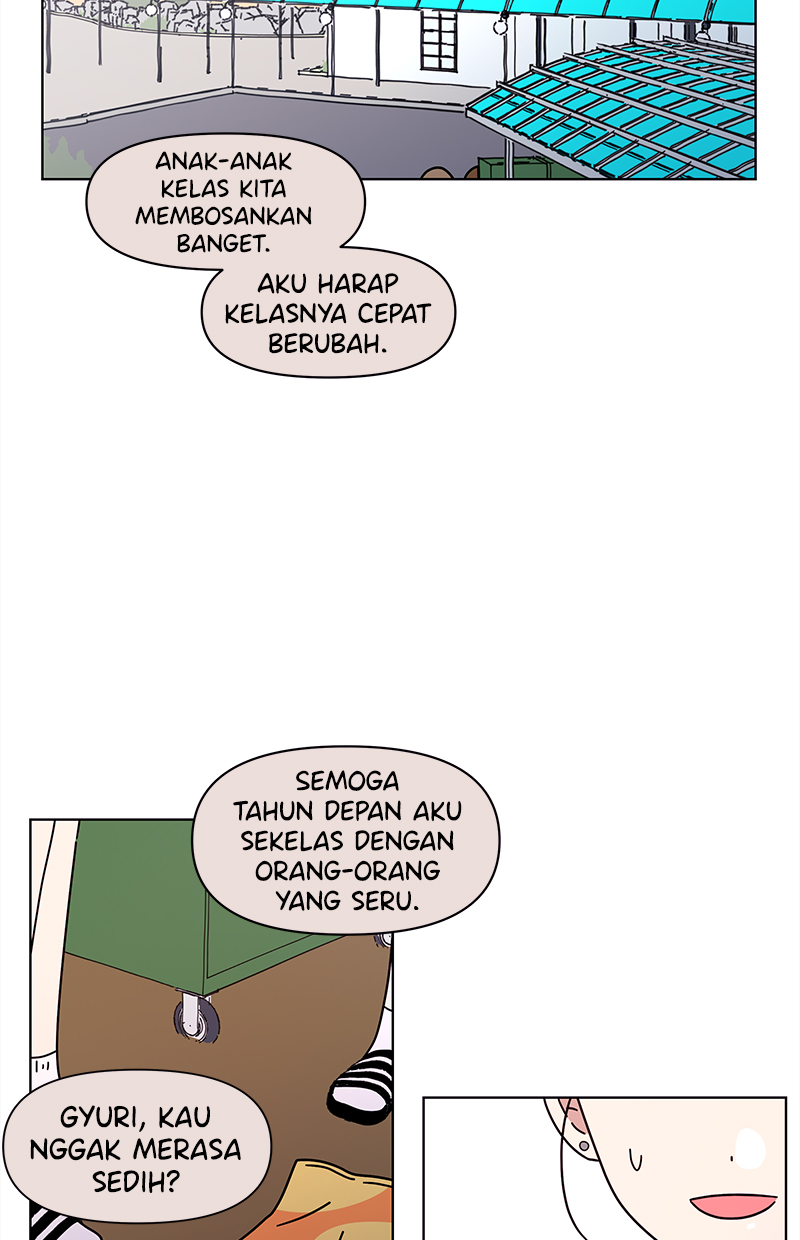 ANAK-ANAK
KELAS KITA
MEMBOSANKAN
BANGET.
AKU HARAP
KELASNYA CEPAT
BERUBAH.
SEMOGA
TAHUN DEPAN AKU
SEKELAS DENGAN
ORANG-ORANG
YANG SERU.
GYURI, KAU
NGGAK MERASA
SEDIH?